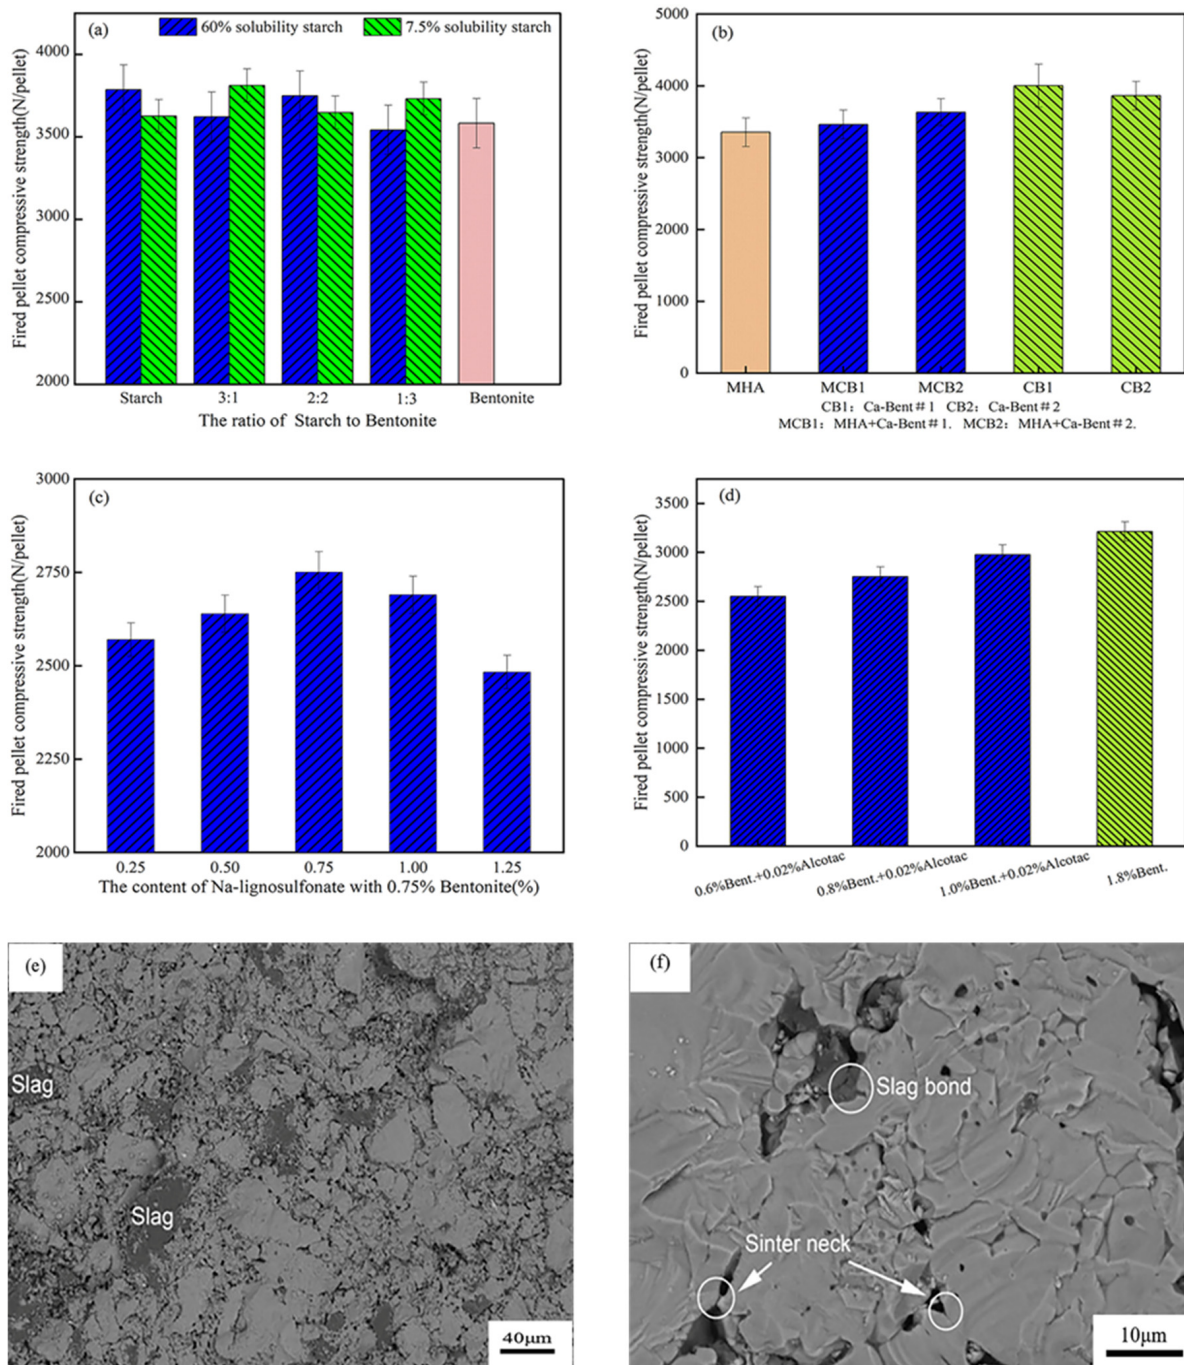 (a)
60% solubility starch
7.5% solubility starch
Fired pellet compressive strength(N/pellet)
4000
3500
3000
2500
2000
Starch
3:1
2:2
1:3
Bentonite
The ratio of Starch to Bentonite
(b)
Fired pellet compressive strength(N/pellet)
5000
4000
3000
2000
1000
0
MHA
MCB1
MCB2
CB1
CB2
CB1: Ca-Bent#1 CB2: Ca-Bent#2
MCB1: MHA+Ca-Bent#1. MCB2: MHA+Ca-Bent#2.
(c)
Fired pellet compressive strength(N/pellet)
3000
2750
2500
2250
2000
0.25
0.50
0.75
1.00
1.25
The content of Na-lignosulfonate with 0.75% Bentonite(%)
(d)
Fired pellet compressive strength(N/pellet)
3500
3000
2500
2000
1500
1000
500
0
0.6%Bent.+0.02%Alcotac
0.8%Bent.+0.02%Alcotac
1.0%Bent.+0.02%Alcotac
1.8%Bent.
(e)
Slag
Slag
40μm
(f)
Slag bond
Sinter neck
10μm